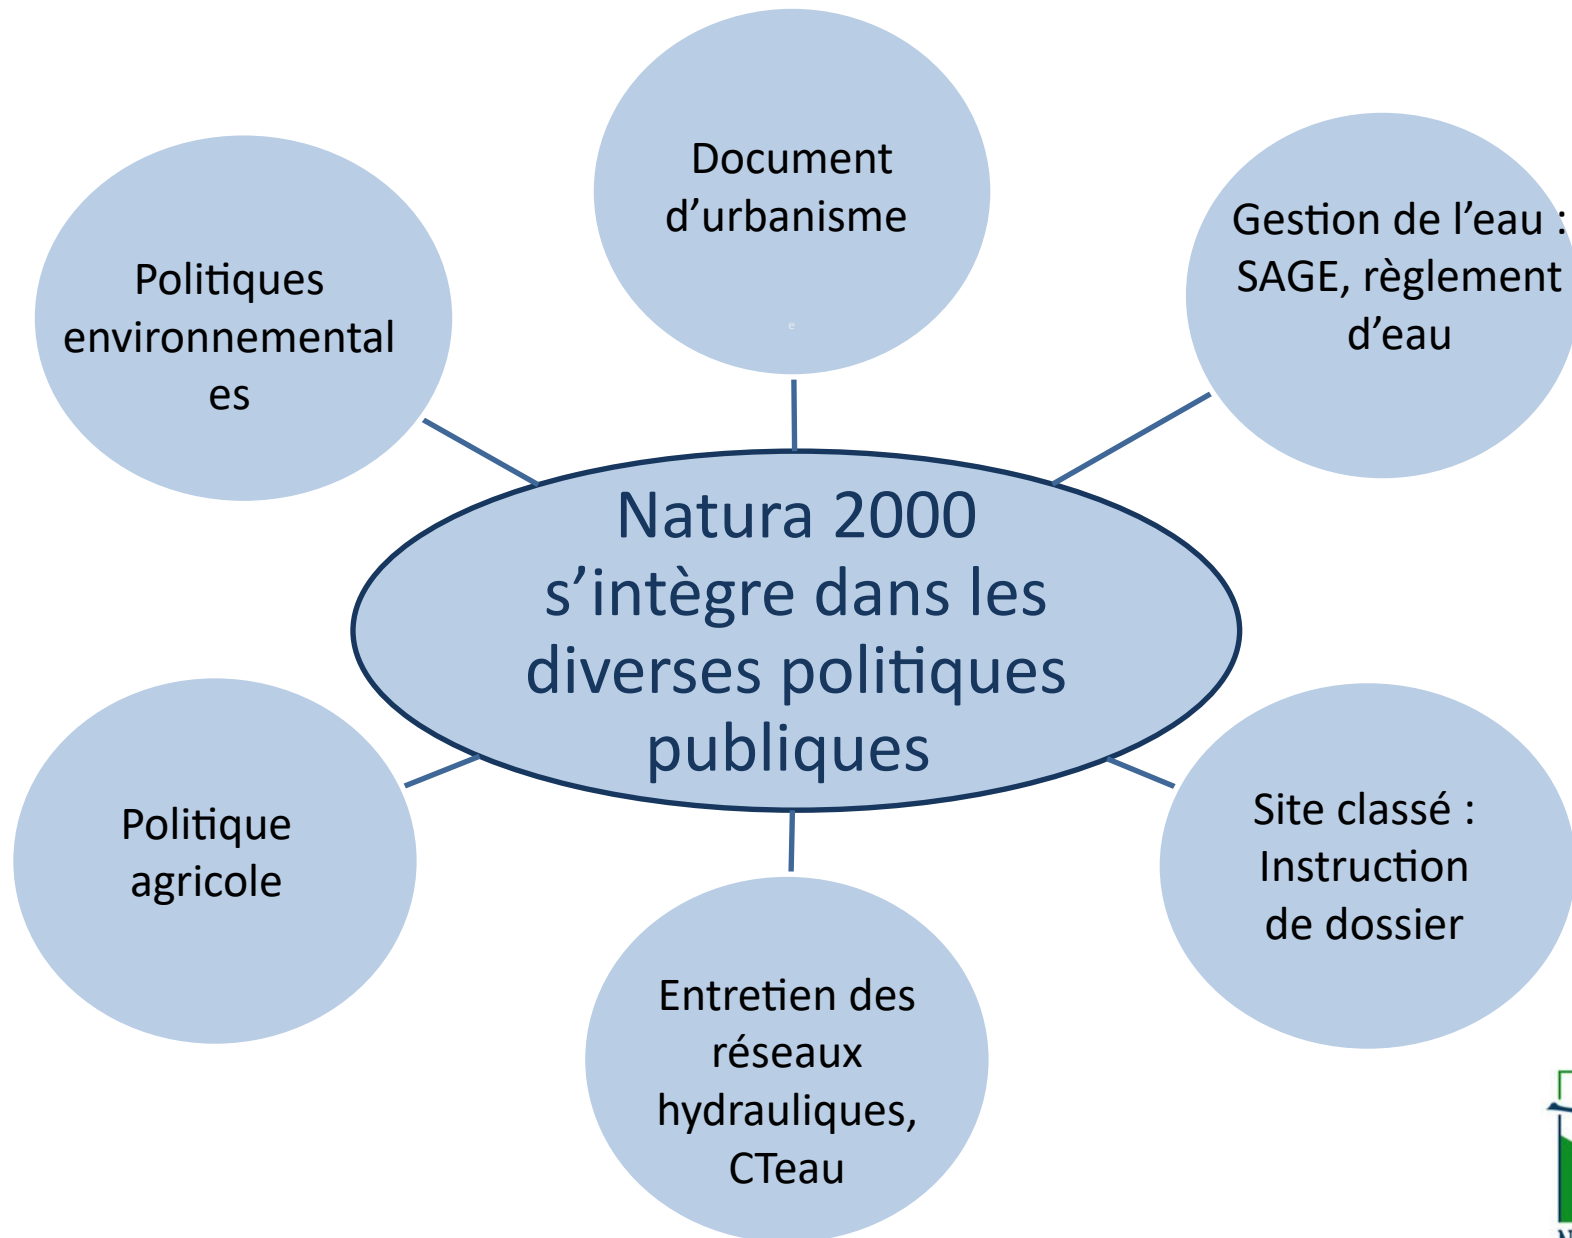 Document
d’urbanisme
e
Gestion de l’eau :
SAGE, règlement
d’eau
Politiques
environnemental
es
Natura 2000
s’intègre dans les
diverses politiques
publiques
Politique
agricole
Site classé :
Instruction
de dossier
Entretien des
réseaux
hydrauliques,
CTeau